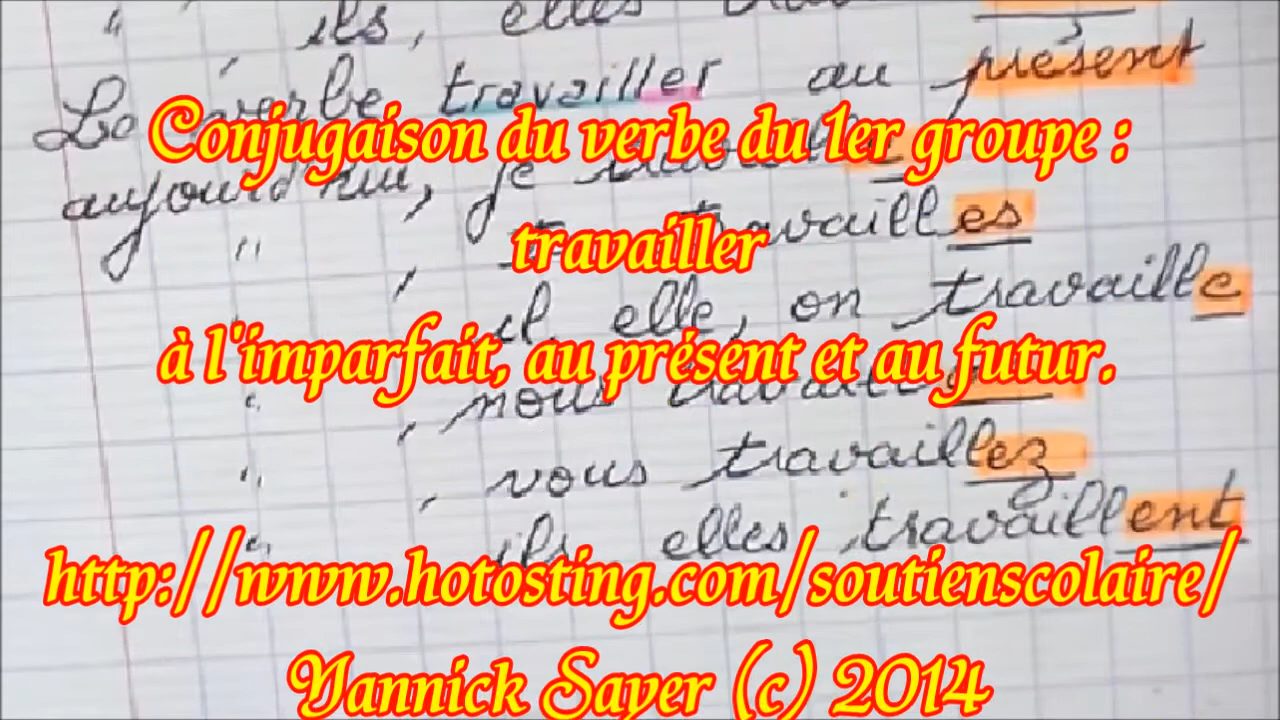 " ils, elles
Le verbe travailler au présent
Conjugaison du verbe du 1er groupe :
aujourd'hui, je
" , travailles
travailler
, il, elle, on travaille
à l'imparfait, au présent et au futur.
" , nous
" , vous travaillez
" ils elles travaillent
http://www.hotosting.com/soutienscolaire/
Yannick Sayer (c) 2014